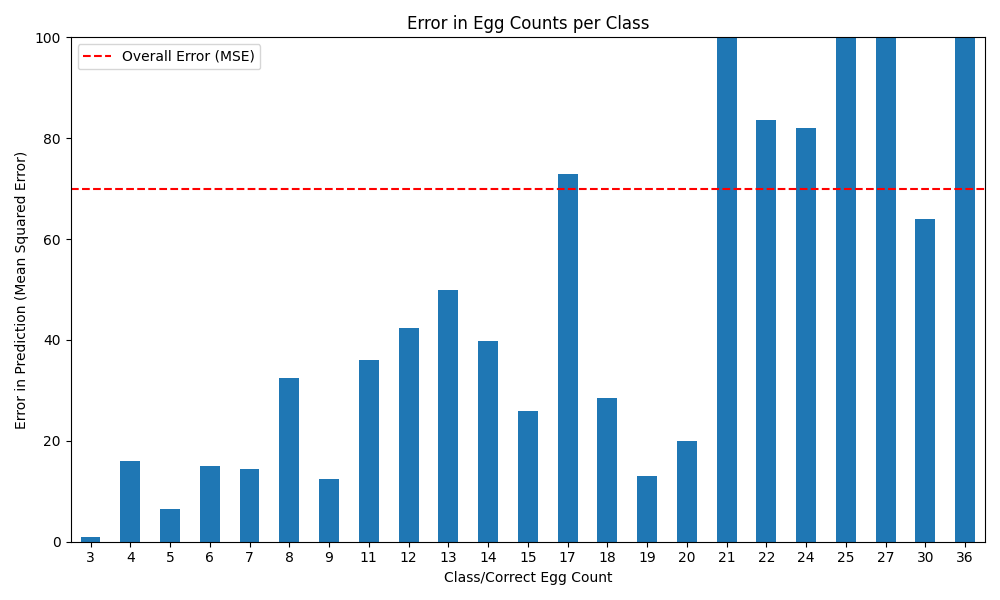 Error in Egg Counts per Class
Overall Error (MSE)
Error in Prediction (Mean Squared Error)
100
80
60
40
20
0
3 4 5 6 7 8 9 11 12 13 14 15 17 18 19 20 21 22 24 25 27 30 36
Class/Correct Egg Count